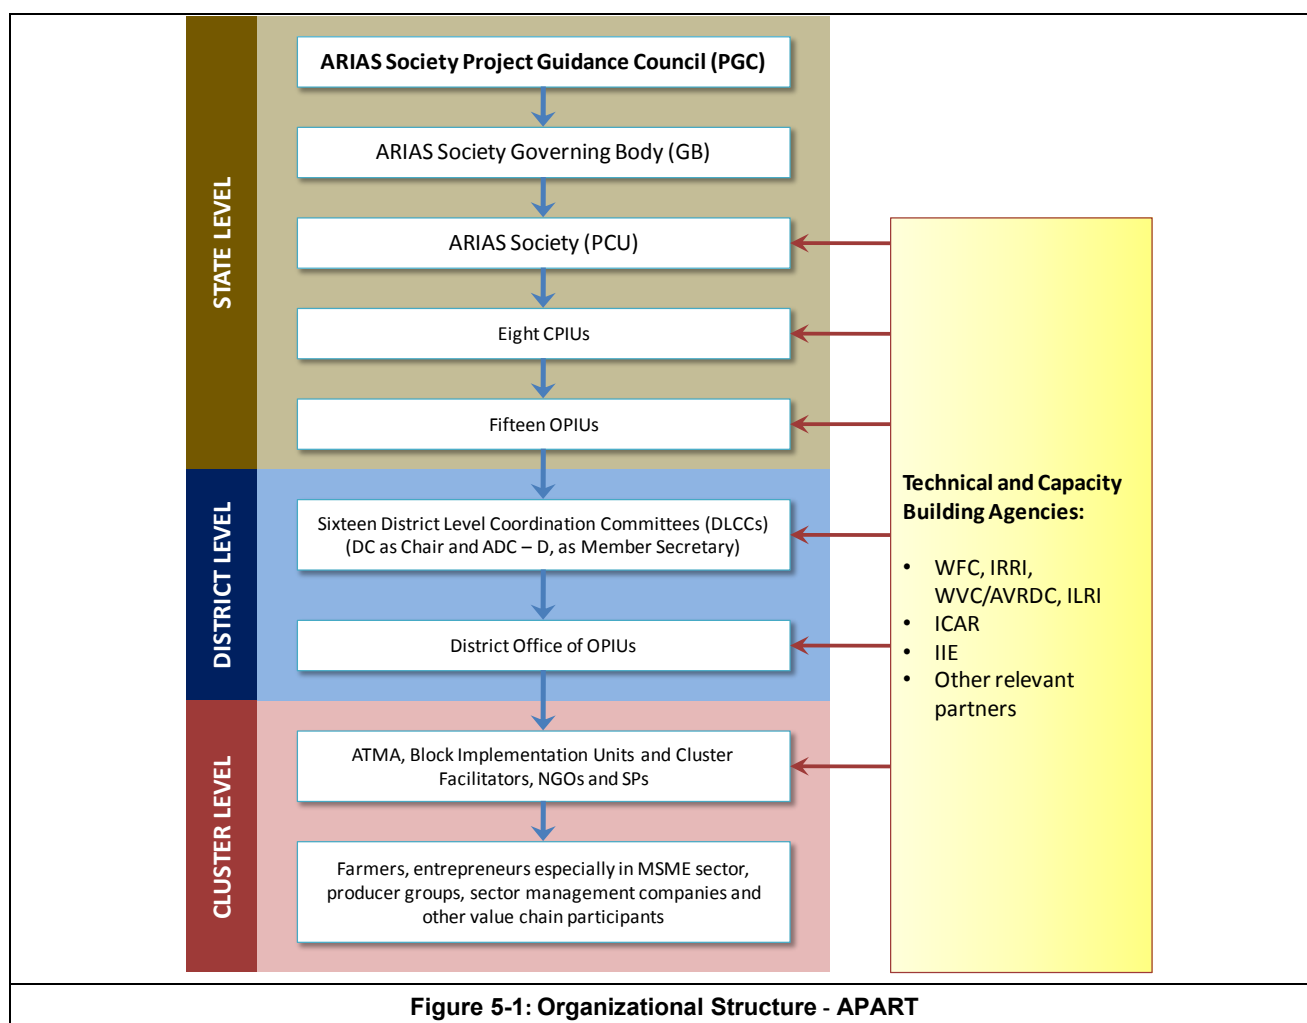 STATE LEVEL
ARIAS Society Project Guidance Council (PGC)
ARIAS Society Governing Body (GB)
ARIAS Society (PCU)
Eight CPIUs
Fifteen OPIUs
DISTRICT LEVEL
Sixteen District Level Coordination Committees (DLCCs)
(DC as Chair and ADC – D, as Member Secretary)
District Office of OPIUs
CLUSTER LEVEL
ATMA, Block Implementation Units and Cluster
Facilitators, NGOs and SPs
Farmers, entrepreneurs especially in MSME sector,
producer groups, sector management companies and
other value chain participants
Technical and Capacity
Building Agencies:
• WFC, IRRI,
WVC/AVRDC, ILRI
• ICAR
• IIE
• Other relevant
partners
Figure 5-1: Organizational Structure - APART